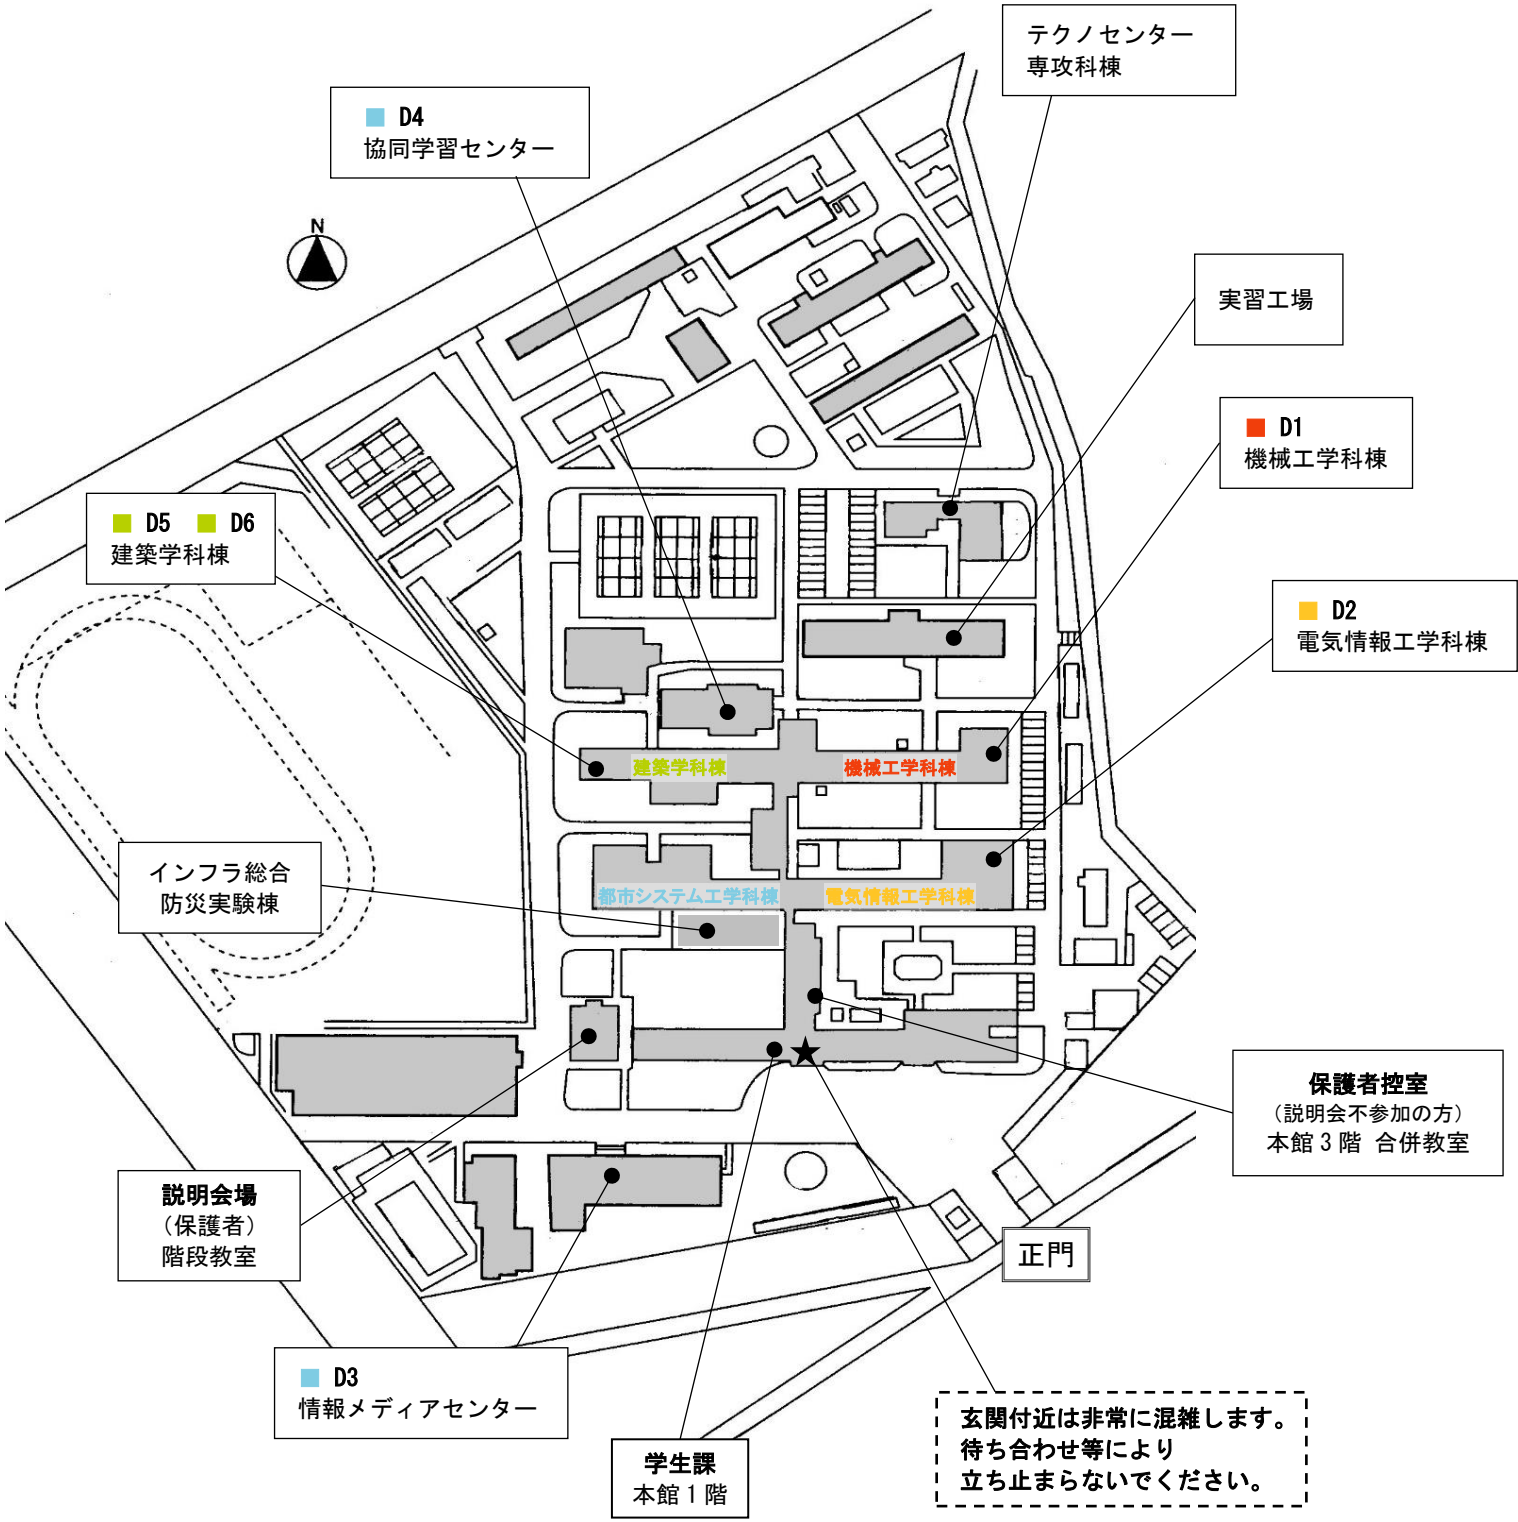 テクノセンター
専攻科棟
■ D4
協同学習センター
N
実習工場
■ D1
機械工学科棟
■ D5 ■ D6
建築学科棟
■ D2
電気情報工学科棟
建築学科棟
機械工学科棟
インフラ総合
防災実験棟
都市システム工学科棟
電気情報工学科棟
保護者控室
（説明会不参加の方）
本館３階 合併教室
説明会場
（保護者）
階段教室
正門
■ D3
情報メディアセンター
学生課
本館１階
玄関付近は非常に混雑します。
待ち合わせ等により
立ち止まらないでください。